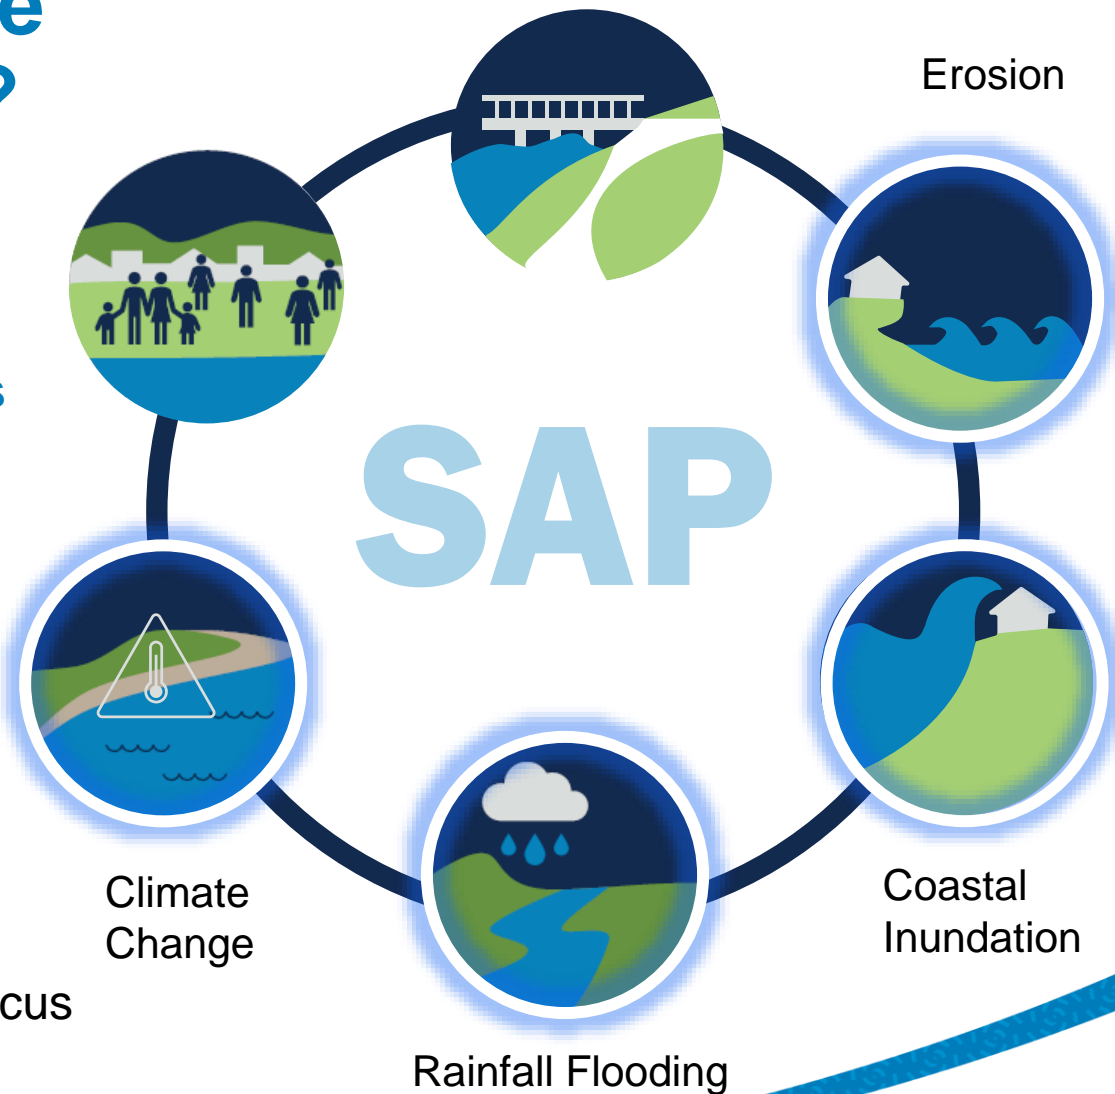 e
?
Erosion
s
SAP
Climate
Change
Coastal
Inundation
cus
Rainfall Flooding